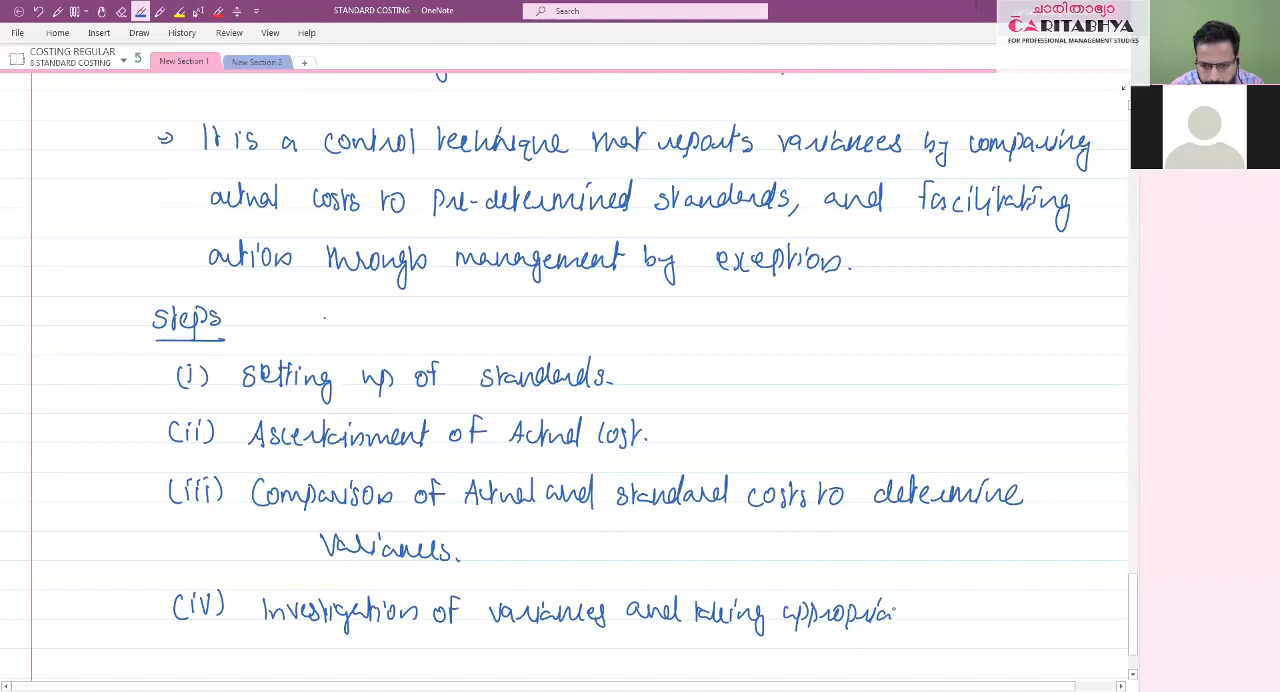 STANDARD COSTING - OneNote
Search
File Home Insert Draw History Review View Help
COSTING REGULAR
8.STANDARD COSTING
5
New Section 1
New Section 2
ചാരിതാഭ്യാ
CARITABHYA
FOR PROFESSIONAL MANAGEMENT STUDIES
→ It is a control technique that reports variances by comparing
actual costs to pre-determined standards, and facilitating
action through management by exception.
Steps
(i) Setting up of standards.
(ii) Ascertainment of Actual Cost.
(iii) Comparison of Actual and standard costs to determine
Variances.
(iv) Investigation of variances and taking appropria